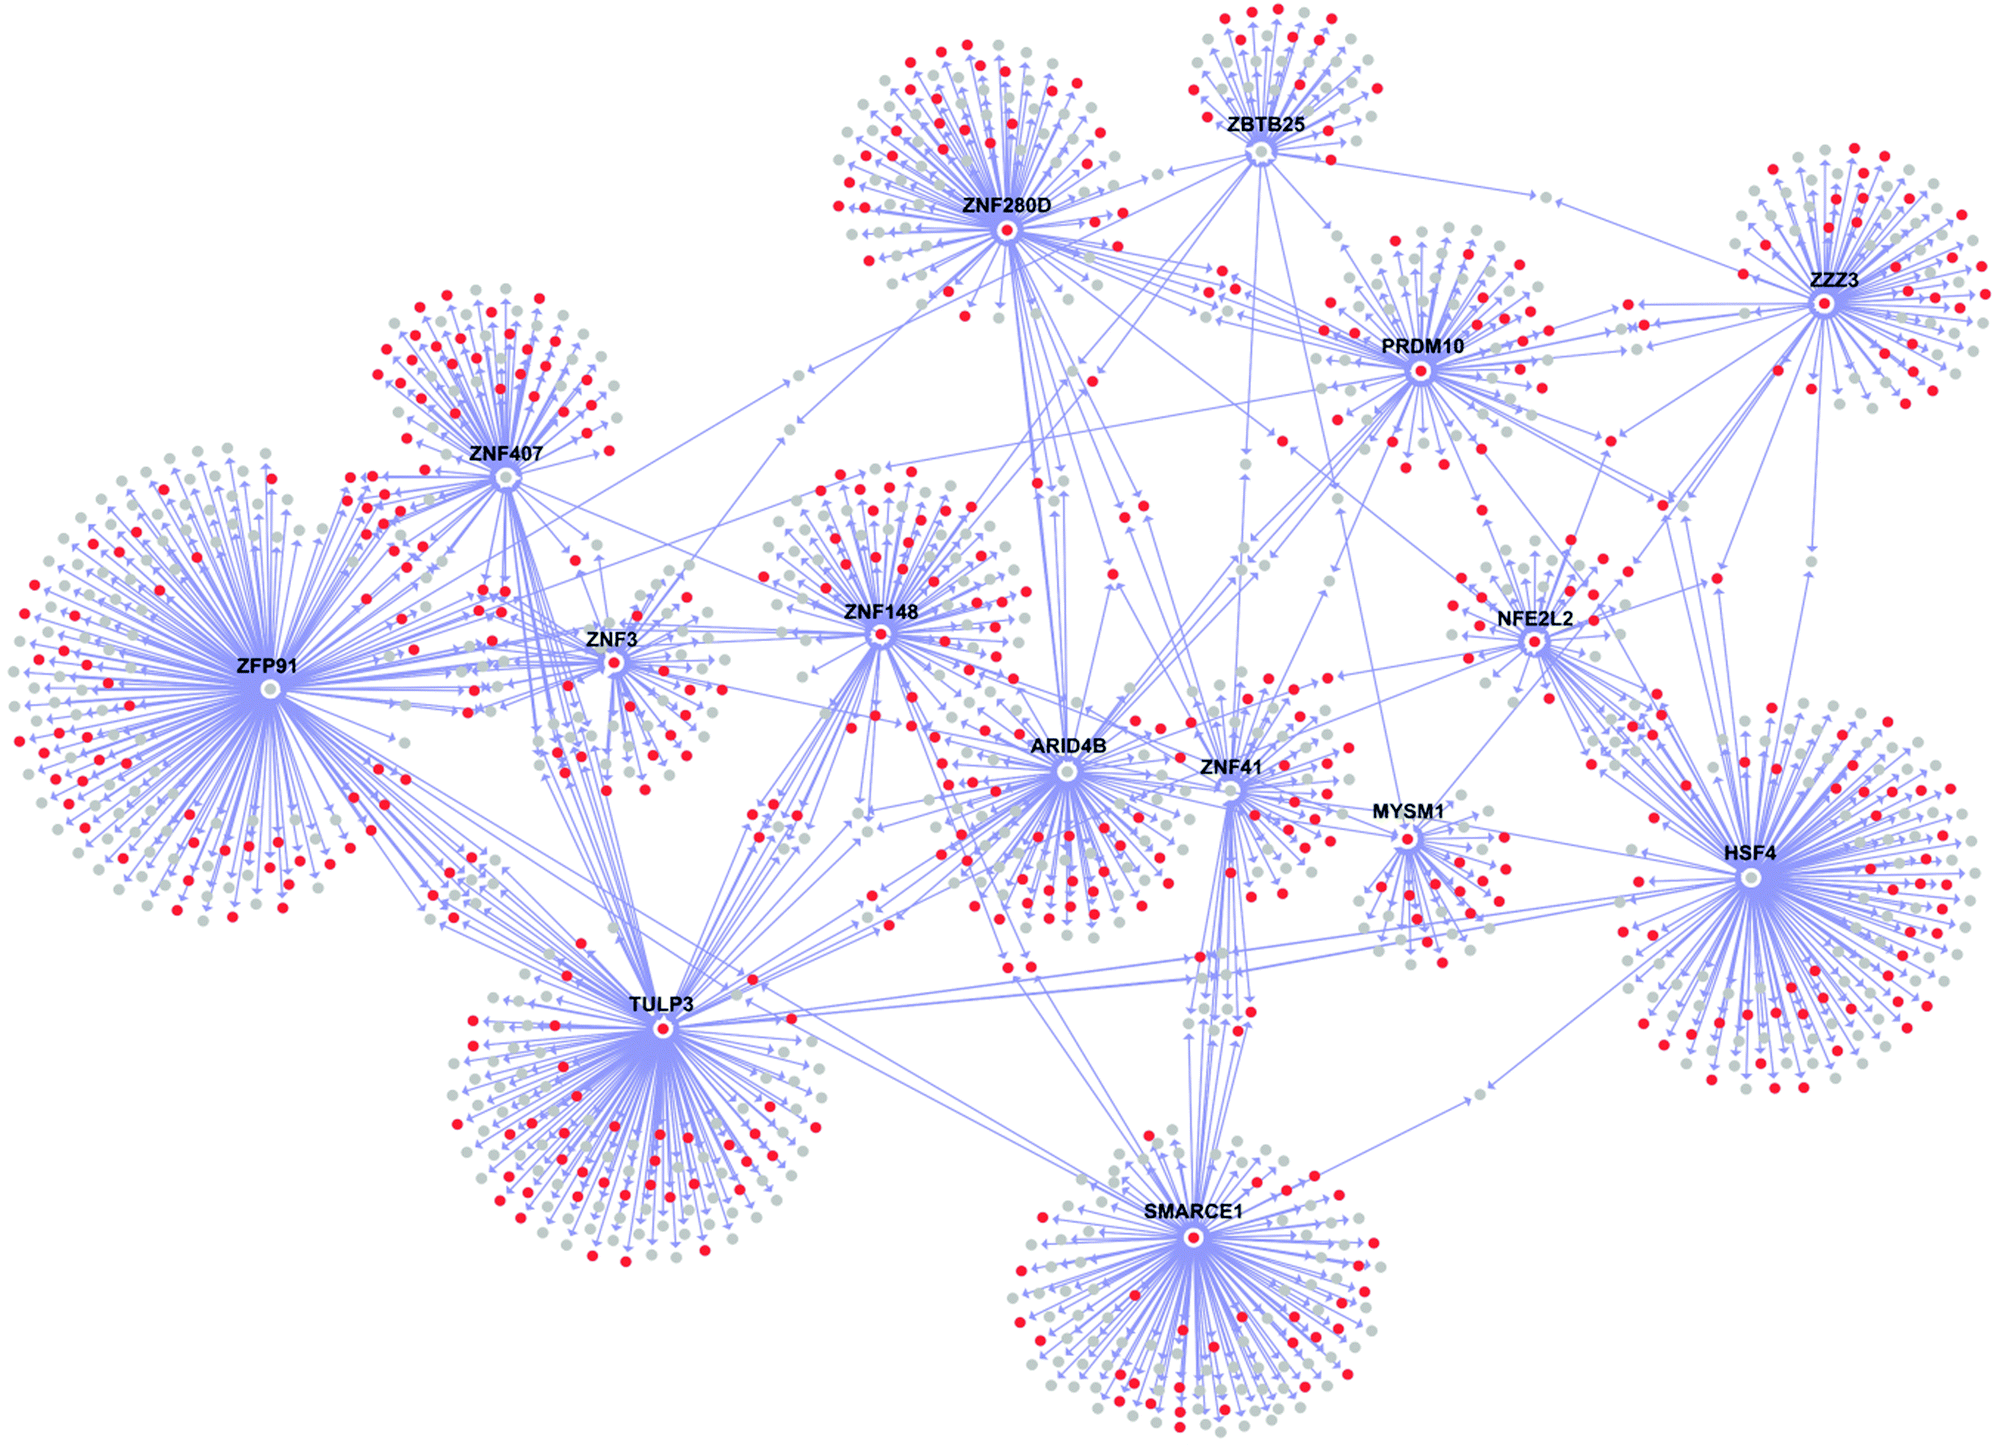 ZBTB25
ZNF280D
ZZZ3
PRDM10
ZNF407
ZNF148
NFE2L2
ZNF3
ZFP91
ARID4B
ZNF41
MYSM1
HSF4
TULP3
SMARCE1